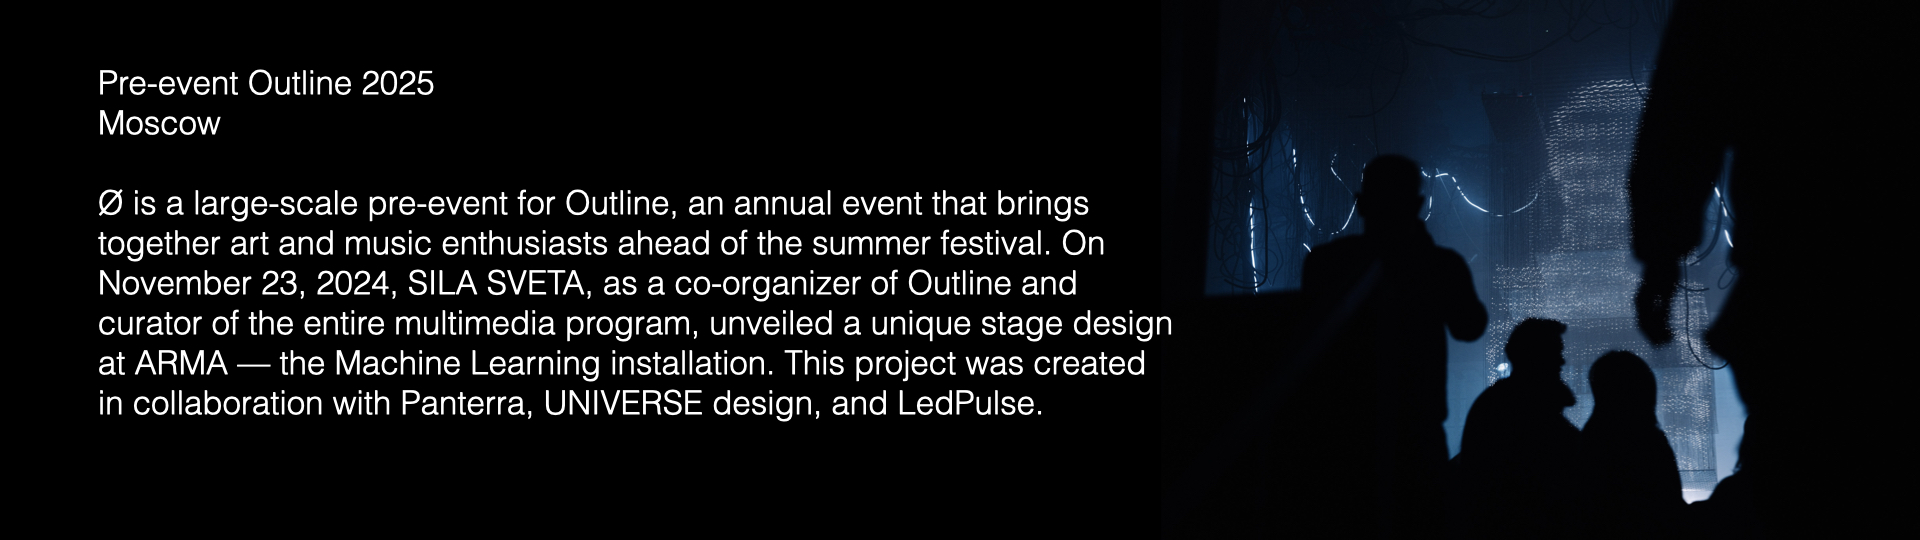 Pre-event Outline 2025
Moscow
Ø is a large-scale pre-event for Outline, an annual event that brings
together art and music enthusiasts ahead of the summer festival. On
November 23, 2024, SILA SVETA, as a co-organizer of Outline and
curator of the entire multimedia program, unveiled a unique stage design
at ARMA — the Machine Learning installation. This project was created
in collaboration with Panterra, UNIVERSE design, and LedPulse.